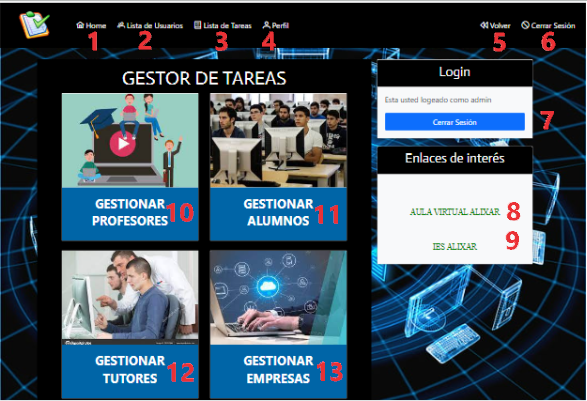 Home Lista de Usuarios Lista de Tareas Perfil Volver Cerrar Sesión
1 2 3 4 5 6
GESTOR DE TAREAS
Login
Esta usted logeado como admin
Cerrar Sesión 7
Enlaces de interés
AULA VIRTUAL ALIXAR 8
IES ALIXAR 9
GESTIONAR
PROFESORES 10
GESTIONAR
ALUMNOS 11
GESTIONAR
TUTORES 12
GESTIONAR
EMPRESAS 13